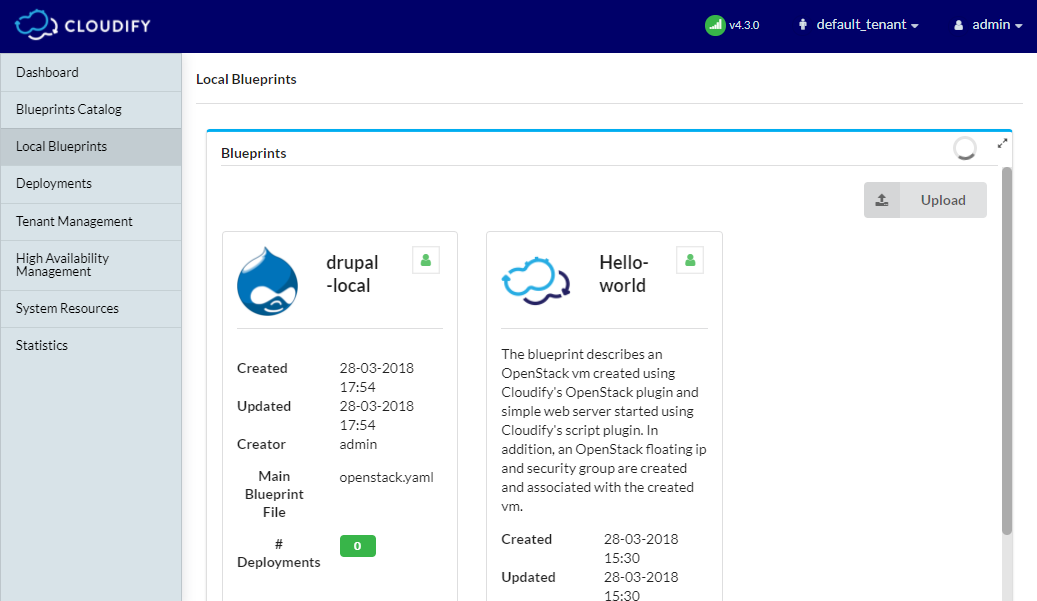 CLOUDIFY
v4.3.0
default_tenant
admin
Dashboard
Blueprints Catalog
Local Blueprints
Deployments
Tenant Management
High Availability
Management
System Resources
Statistics
Local Blueprints
Blueprints
Upload
drupal
-local
Created 28-03-2018
17:54
Updated 28-03-2018
17:54
Creator admin
Main openstack.yaml
Blueprint
File
# 0
Deployments
Hello-
world
The blueprint describes an
OpenStack vm created using
Cloudify's OpenStack plugin and
simple web server started using
Cloudify's script plugin. In
addition, an OpenStack floating ip
and security group are created
and associated with the created
vm.
Created 28-03-2018
15:30
Updated 28-03-2018
15:30